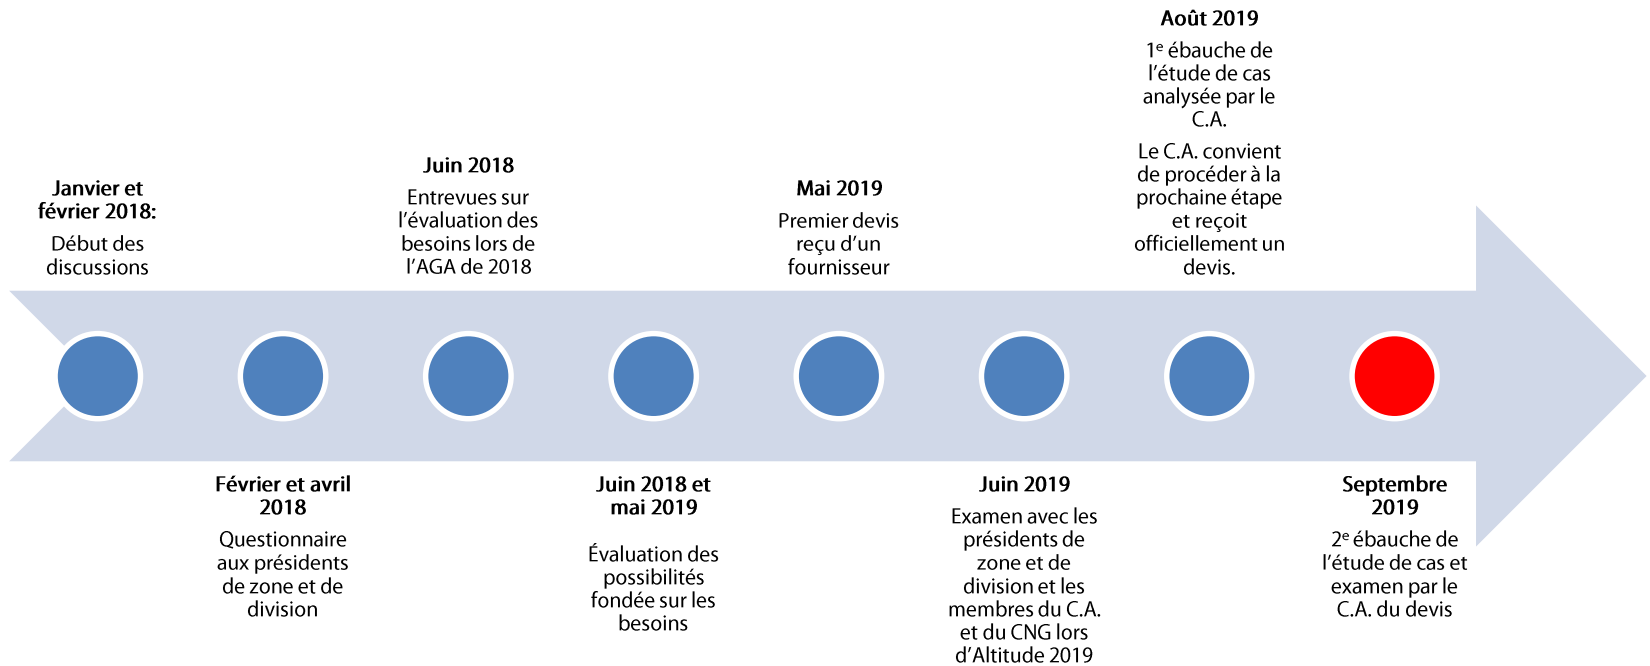 Janvier et
février 2018:
Début des
discussions
Février et avril
2018
Questionnaire
aux présidents
de zone et de
division
Juin 2018
Entrevues sur
l’évaluation des
besoins lors de
l’AGA de 2018
Juin 2018 et
mai 2019
Évaluation des
possibilités
fondée sur les
besoins
Mai 2019
Premier devis
reçu d’un
fournisseur
Juin 2019
Examen avec les
présidents de
zone et de
division et les
membres du C.A.
et du CNG lors
d’Altitude 2019
Août 2019
1e ébauche de
l’étude de cas
analysée par le
C.A.
Le C.A. convient
de procéder à la
prochaine étape
et reçoit
officiellement un
devis.
Septembre
2019
2e ébauche de
l’étude de cas et
examen par le
C.A. du devis